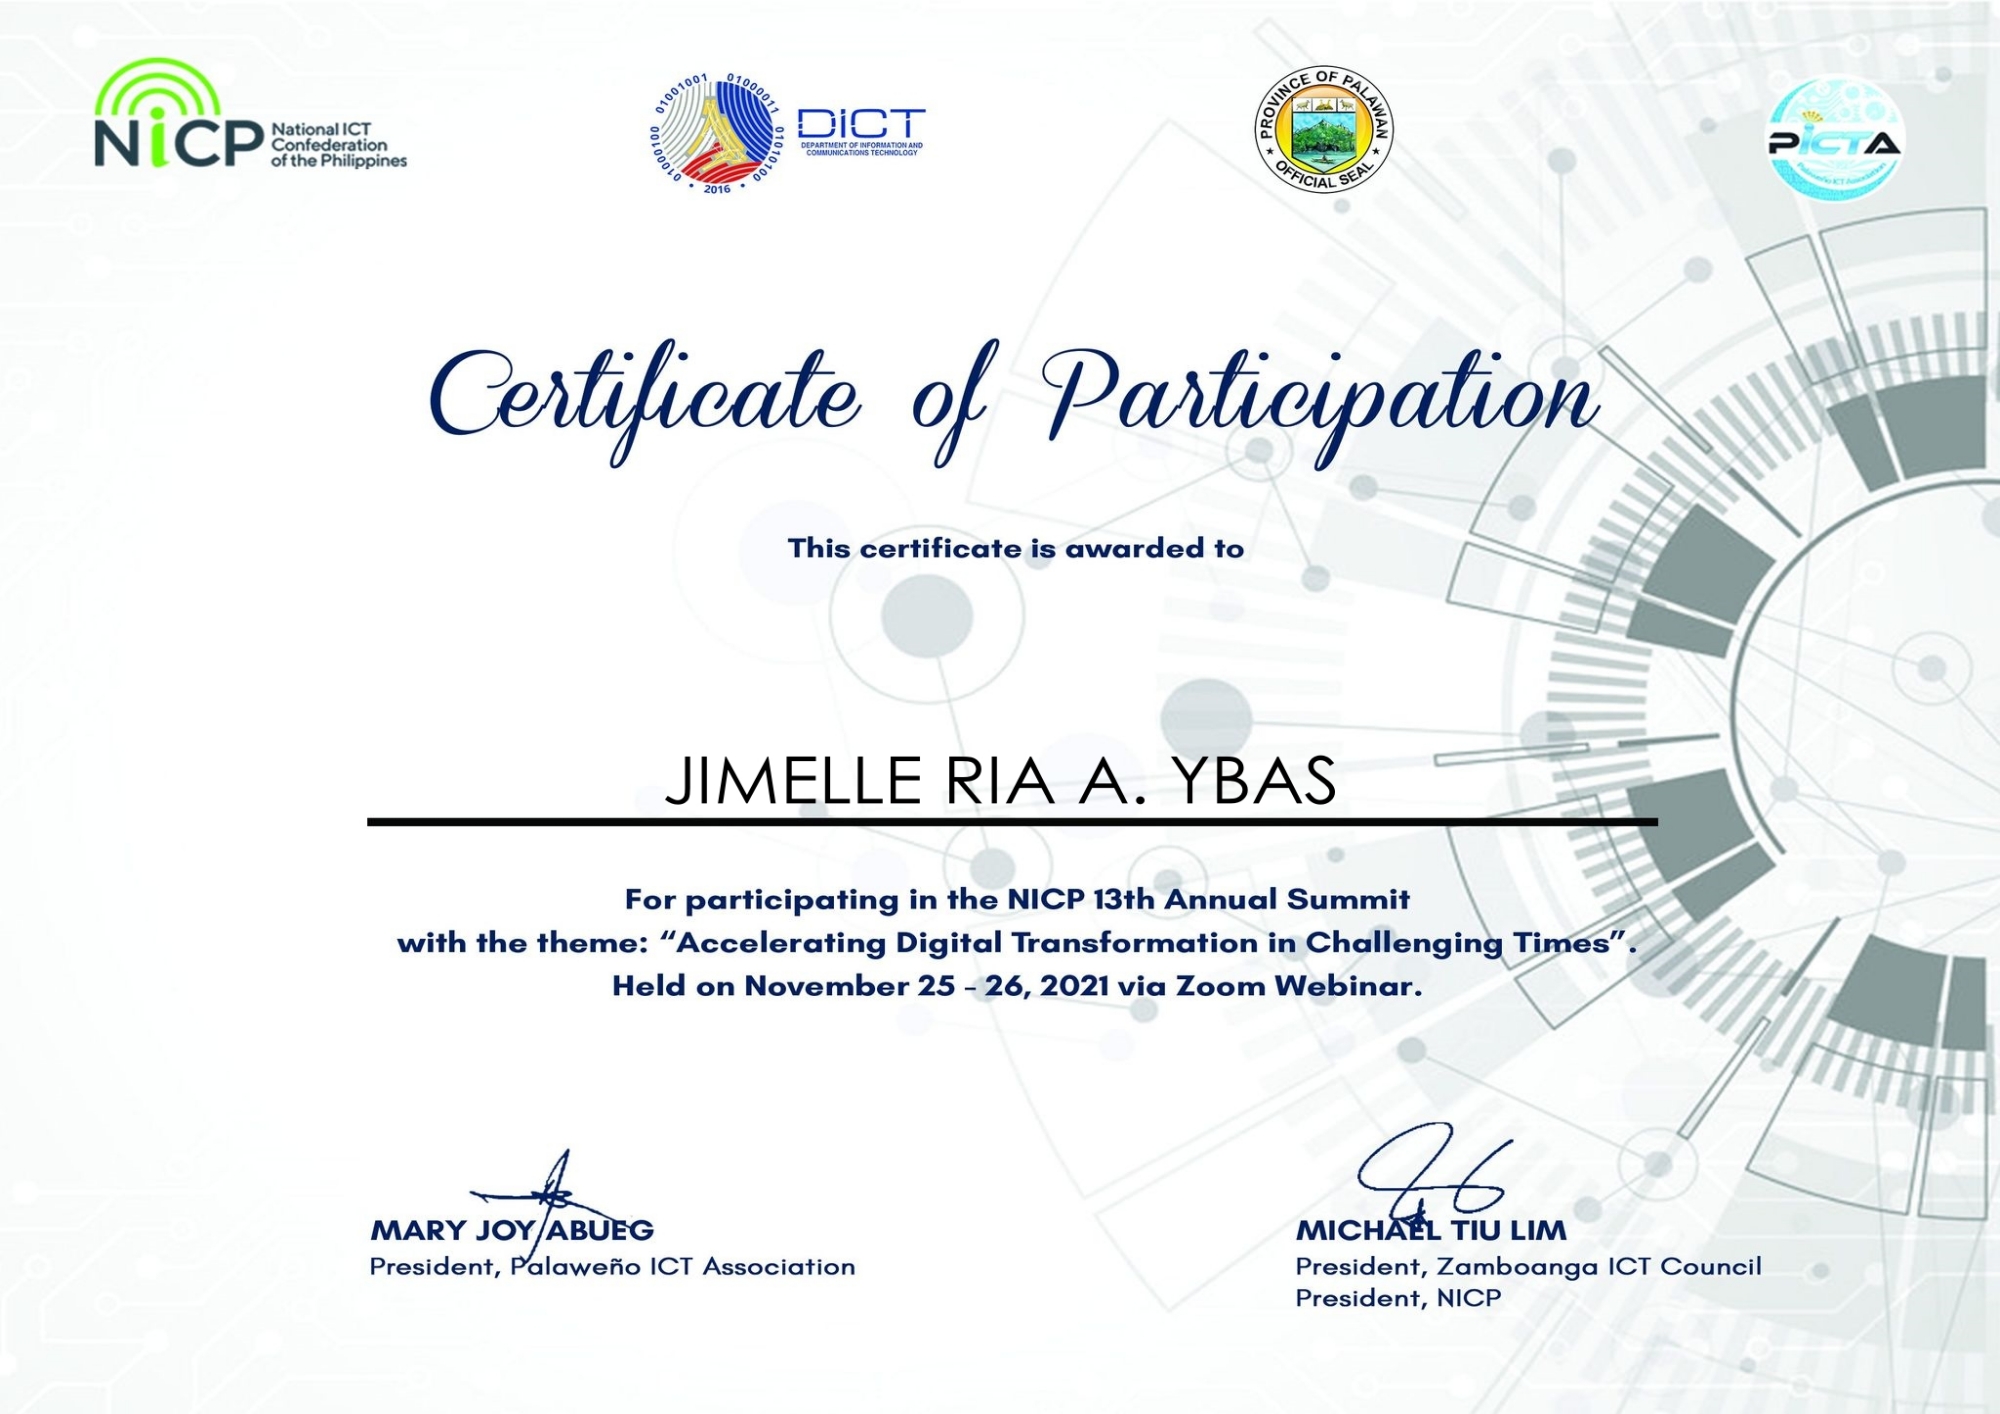 NiCP National ICT
Confederation
of the Philippines
01000100 01001001 01000011 01010100
2016
DICT
DEPARTMENT OF INFORMATION AND
COMMUNICATIONS TECHNOLOGY
PROVINCE OF PALAWAN
★ OFFICIAL SEAL ★
PICTA
Palaweño ICT Association
Certificate of Participation
This certificate is awarded to
JIMELLE RIA A. YBAS
For participating in the NICP 13th Annual Summit
with the theme: “Accelerating Digital Transformation in Challenging Times”.
Held on November 25 - 26, 2021 via Zoom Webinar.
MARY JOY ABUEG
President, Palaweño ICT Association
MICHAEL TIU LIM
President, Zamboanga ICT Council
President, NICP